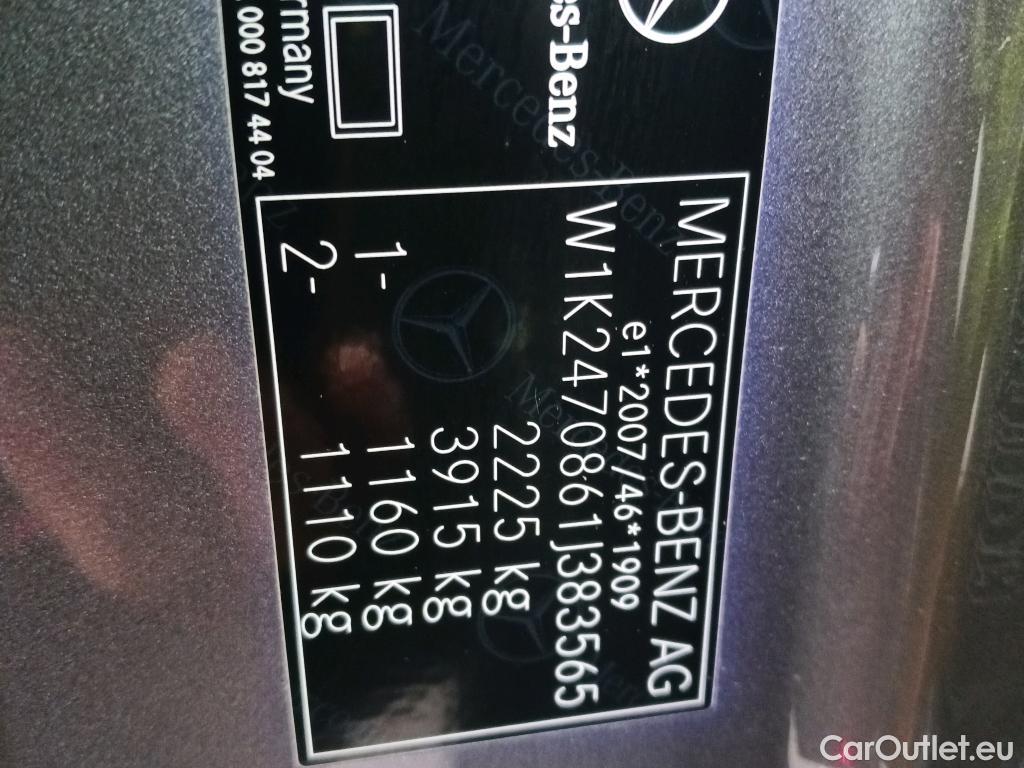 es-Benz
rmany
000 817 44 04
MERCEDES-BENZ AG
e1*2007/46*1909
W1K2470861J383565
2225 kg
3915 kg
1- 1160 kg
2- 1110 kg
CarOutlet.eu